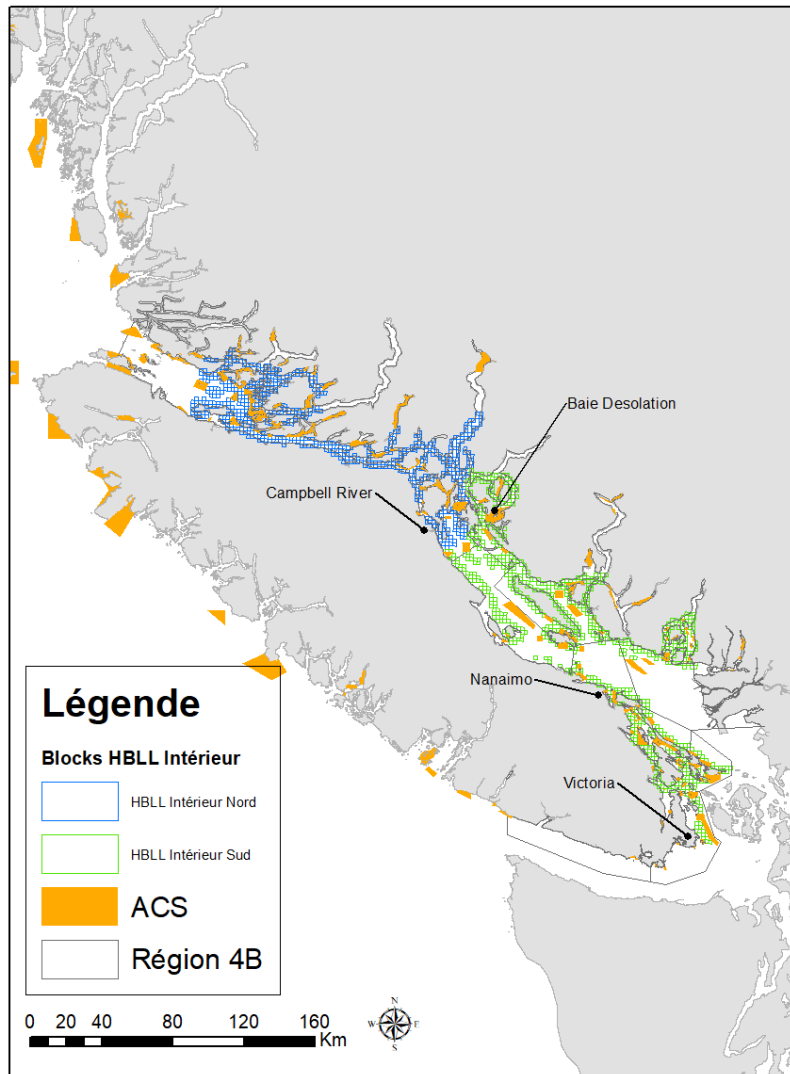 Baie Desolation
Campbell River
Nanaimo
Victoria
Légende
Blocks HBLL Intérieur
HBLL Intérieur Nord
HBLL Intérieur Sud
ACS
Région 4B
0 20 40 80 120 160
Km
N
W E
S